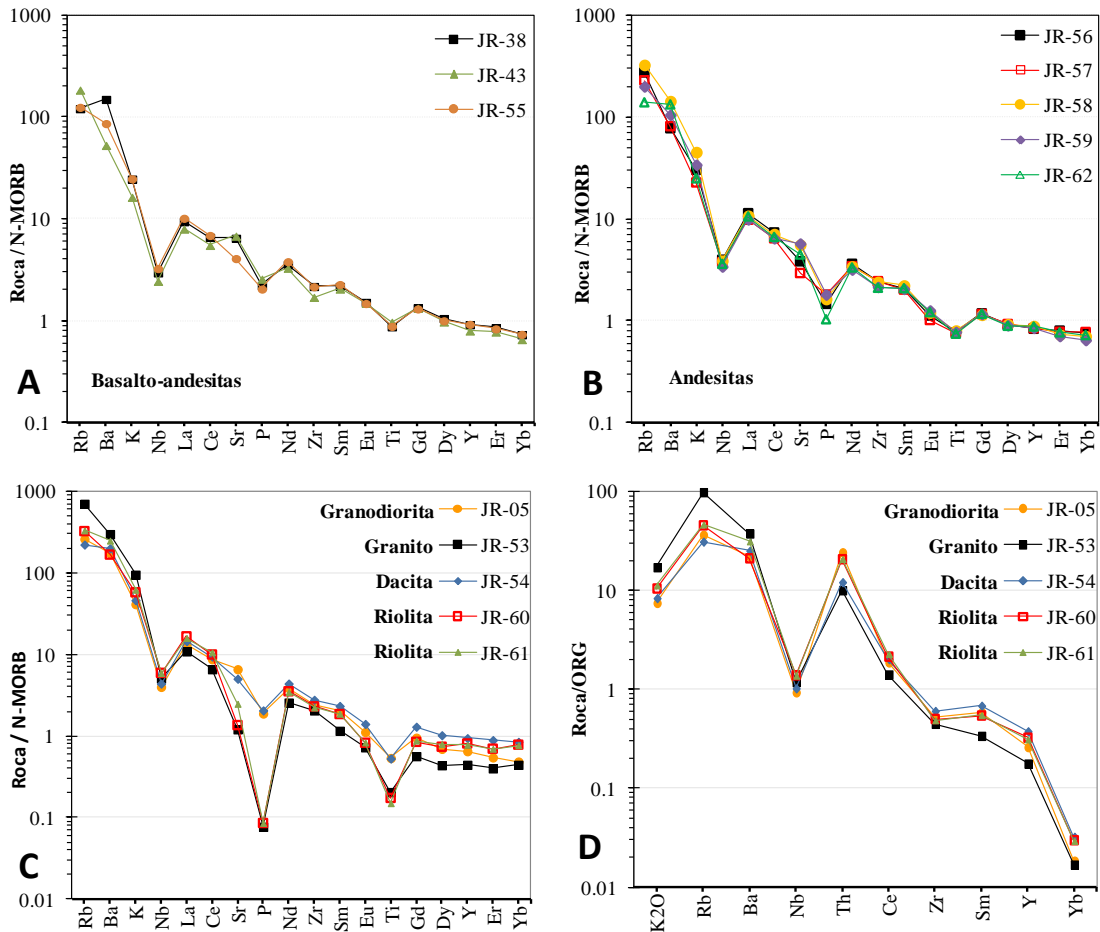 1000
100
10
1
0.1
Roca / N-MORB
JR-38
JR-43
JR-55
A
Basalto-andesitas
Rb Ba K Nb La Ce Sr P Nd Zr Sm Eu Ti Gd Dy Y Er Yb
1000
100
10
1
0.1
Roca / N-MORB
JR-56
JR-57
JR-58
JR-59
JR-62
B
Andesitas
Rb Ba K Nb La Ce Sr P Nd Zr Sm Eu Ti Gd Dy Y Er Yb
1000
100
10
1
0.1
0.01
Roca / N-MORB
Granodiorita JR-05
Granito JR-53
Dacita JR-54
Riolita JR-60
Riolita JR-61
C
Rb Ba K Nb La Ce Sr P Nd Zr Sm Eu Ti Gd Dy Y Er Yb
100
10
1
0.1
0.01
Roca/ORG
Granodiorita JR-05
Granito JR-53
Dacita JR-54
Riolita JR-60
Riolita JR-61
D
K2O Rb Ba Nb Th Ce Zr Sm Y Yb